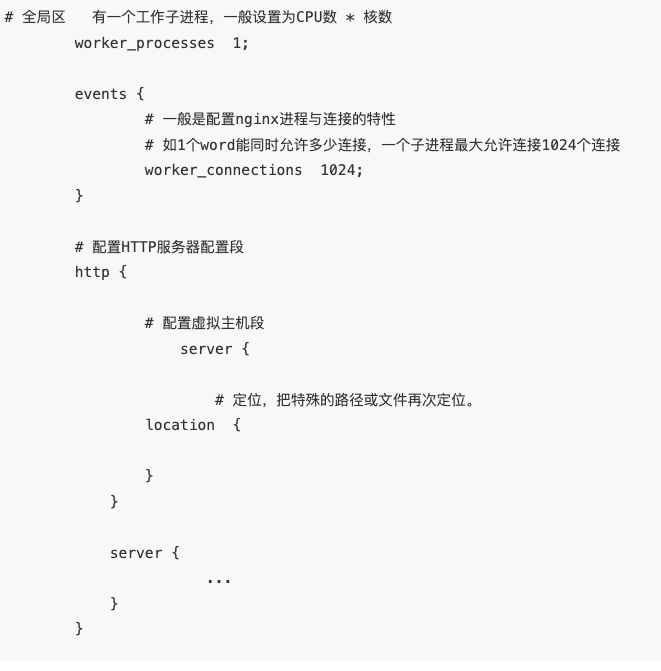 # 全局区   有一个工作子进程，一般设置为CPU数 * 核数
worker_processes  1;
events {
# 一般是配置nginx进程与连接的特性
# 如1个word能同时允许多少连接，一个子进程最大允许连接1024个连接
worker_connections  1024;
}
# 配置HTTP服务器配置段
http {
# 配置虚拟主机段
server {
# 定位，把特殊的路径或文件再次定位。
location  {
}
}
server {
...
}
}